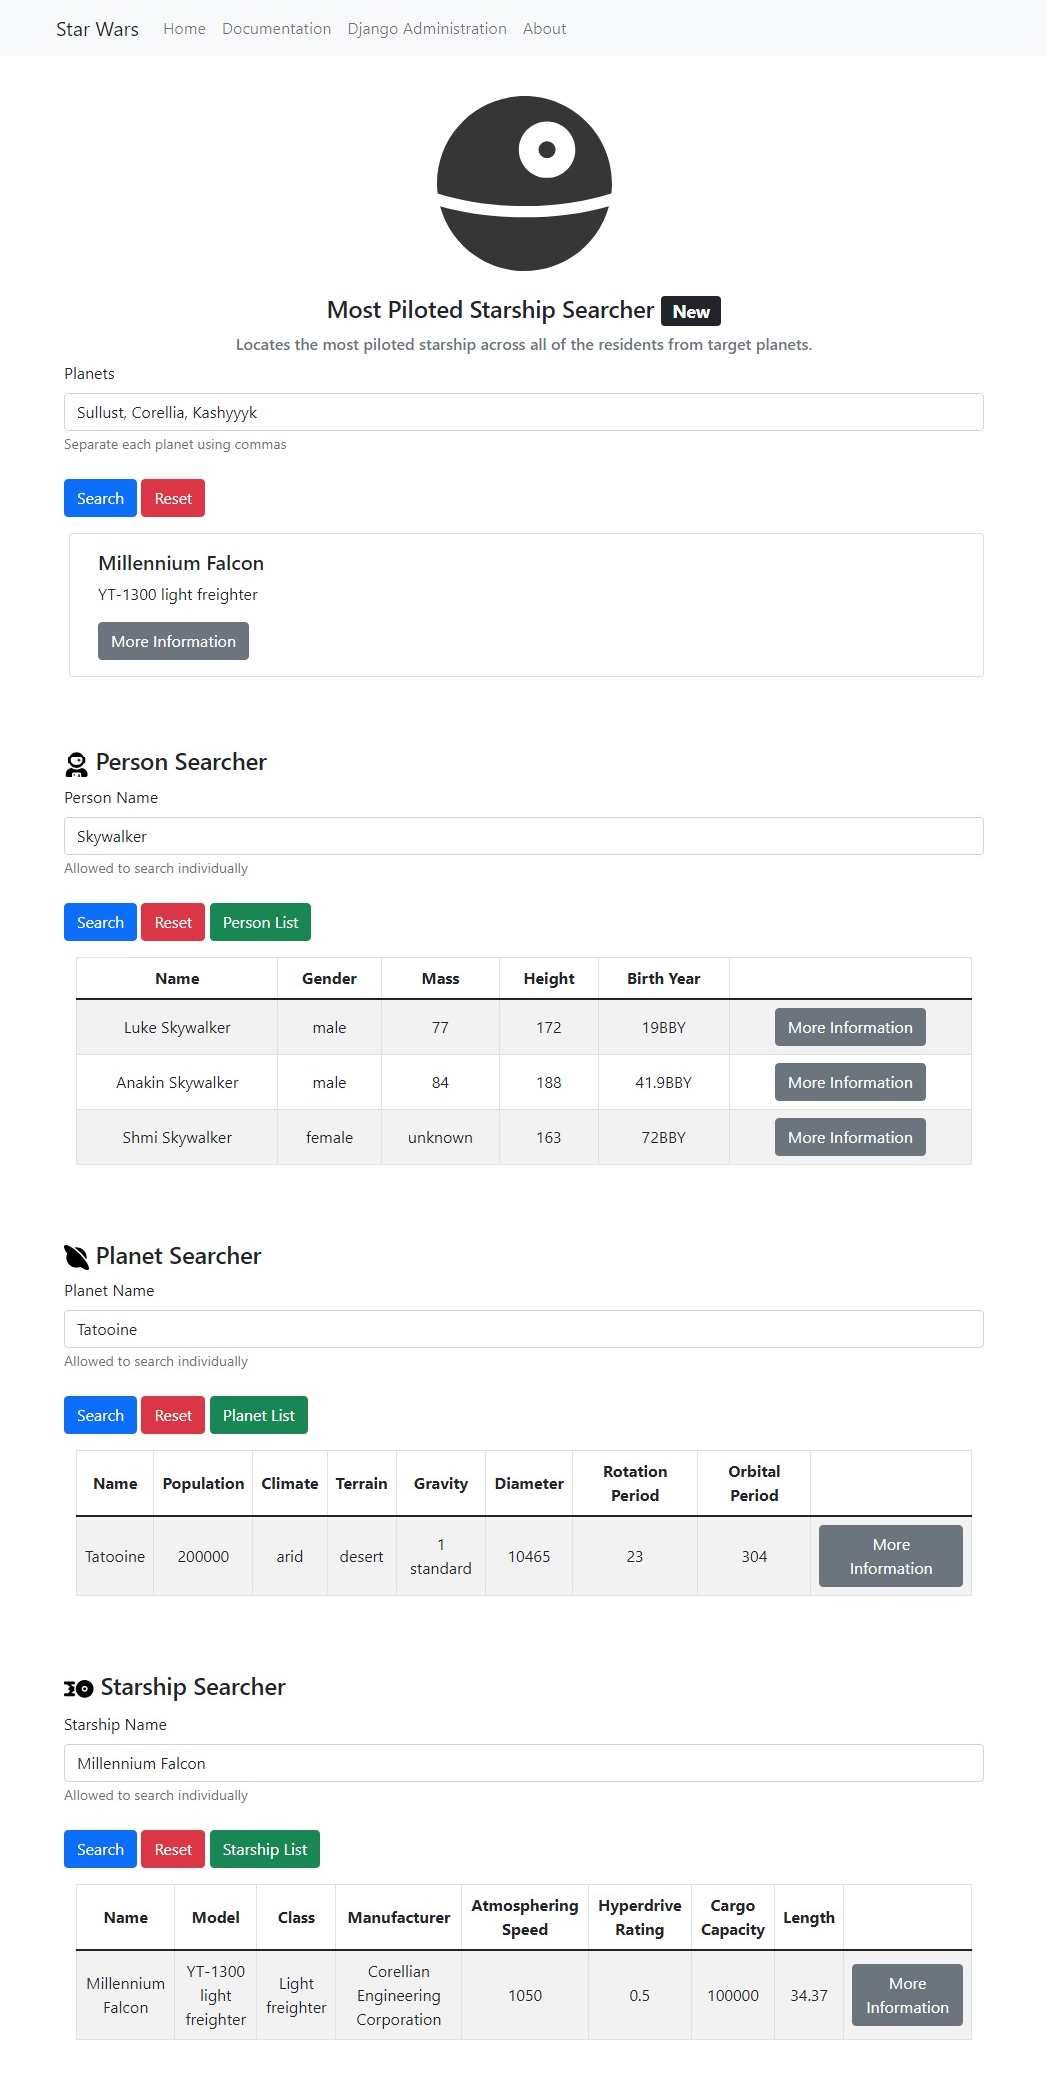 Star Wars Home Documentation Django Administration About
Most Piloted Starship Searcher New
Locates the most piloted starship across all of the residents from target planets.
Planets
Sullust, Corellia, Kashyyyk
Separate each planet using commas
Search Reset
Millennium Falcon
YT-1300 light freighter
More Information
Person Searcher
Person Name
Skywalker
Allowed to search individually
Search Reset Person List
Name Gender Mass Height Birth Year
Luke Skywalker male 77 172 19BBY More Information
Anakin Skywalker male 84 188 41.9BBY More Information
Shmi Skywalker female unknown 163 72BBY More Information
Planet Searcher
Planet Name
Tatooine
Allowed to search individually
Search Reset Planet List
Name Population Climate Terrain Gravity Diameter Rotation Period Orbital Period
Tatooine 200000 arid desert 1 standard 10465 23 304 More Information
Starship Searcher
Starship Name
Millennium Falcon
Allowed to search individually
Search Reset Starship List
Name Model Class Manufacturer Atmosphering Speed Hyperdrive Rating Cargo Capacity Length
Millennium Falcon YT-1300 light freighter Light freighter Corellian Engineering Corporation 1050 0.5 100000 34.37 More Information